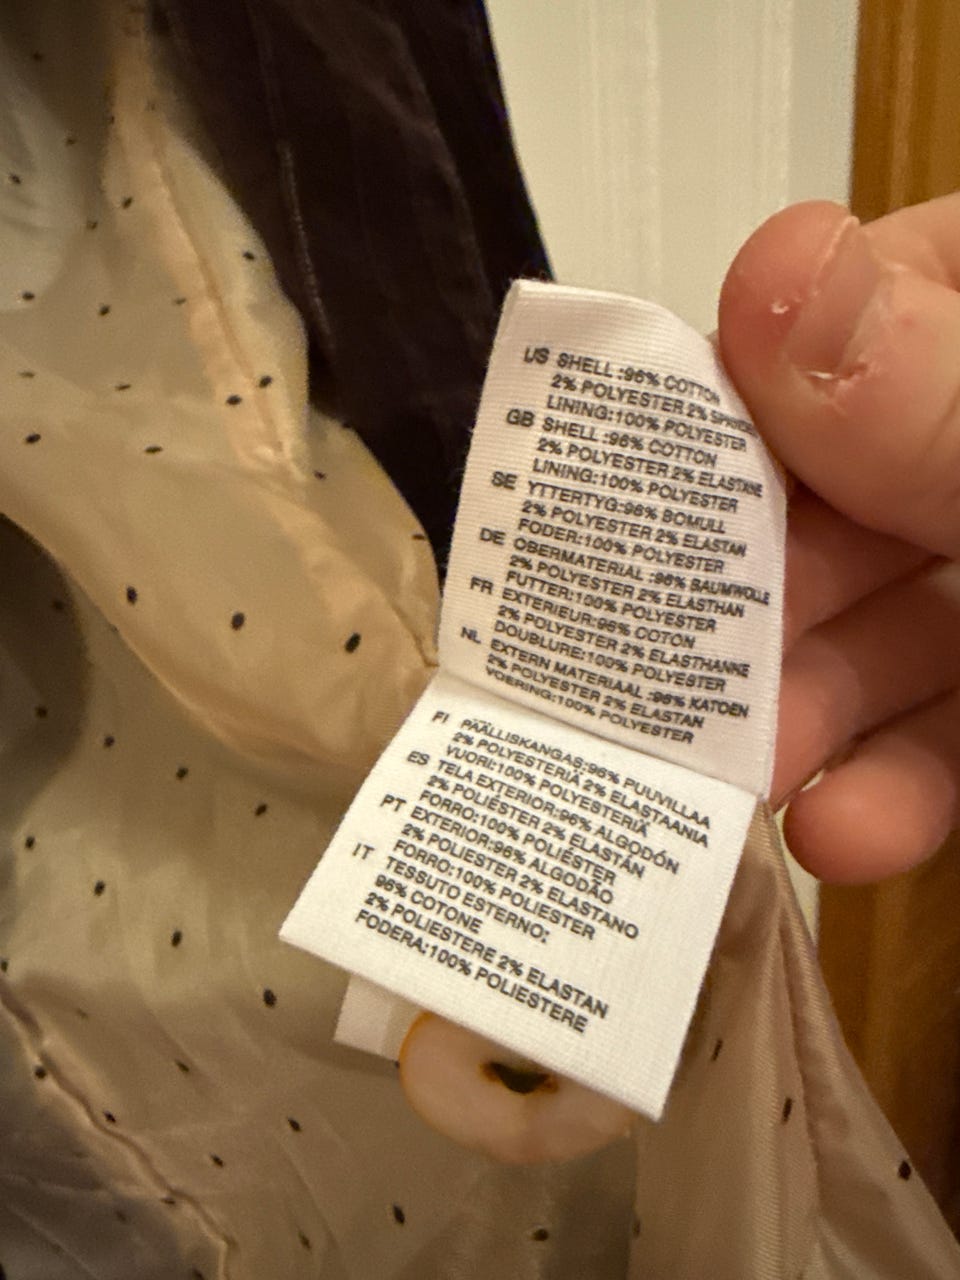 US SHELL :96% COTTON
2% POLYESTER 2% SPANDEX
LINING:100% POLYESTER
GB SHELL :96% COTTON
2% POLYESTER 2% ELASTANE
LINING:100% POLYESTER
SE YTTERTYG:96% BOMULL
2% POLYESTER 2% ELASTAN
FODER:100% POLYESTER
DE OBERMATERIAL :96% BAUMWOLLE
2% POLYESTER 2% ELASTHAN
FUTTER:100% POLYESTER
FR EXTERIEUR:96% COTON
2% POLYESTER 2% ELASTHANNE
DOUBLURE:100% POLYESTER
NL EXTERN MATERIAAL :96% KATOEN
2% POLYESTER 2% ELASTAN
VOERING:100% POLYESTER
FI PÄÄLLISKANGAS:96% PUUVILLAA
2% POLYESTERIÄ 2% ELASTAANIA
VUORI:100% POLYESTERIÄ
ES TELA EXTERIOR:96% ALGODÓN
2% POLIÉSTER 2% ELASTÁN
FORRO:100% POLIÉSTER
PT EXTERIOR:96% ALGODÃO
2% POLIESTER 2% ELASTANO
FORRO:100% POLIESTER
IT TESSUTO ESTERNO:
96% COTONE
2% POLIESTERE 2% ELASTAN
FODERA:100% POLIESTERE